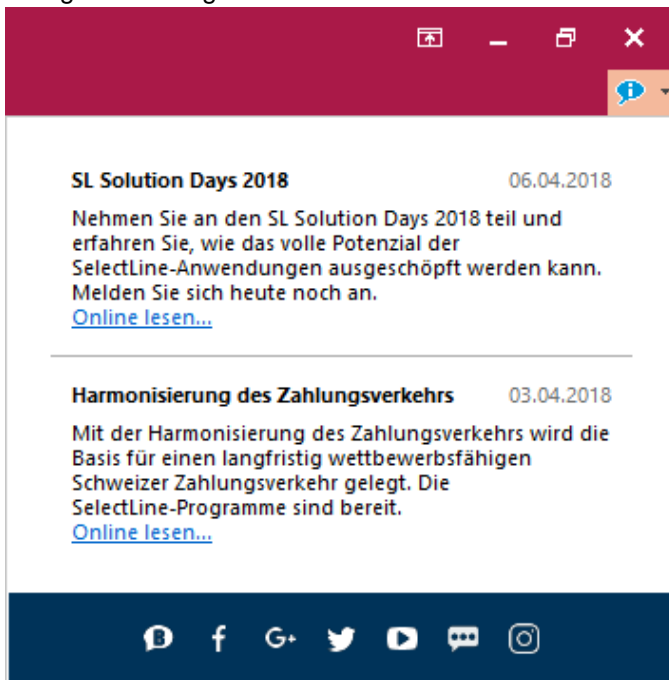 SL Solution Days 2018 06.04.2018
Nehmen Sie an den SL Solution Days 2018 teil und
erfahren Sie, wie das volle Potenzial der
SelectLine-Anwendungen ausgeschöpft werden kann.
Melden Sie sich heute noch an.
Online lesen...
Harmonisierung des Zahlungsverkehrs 03.04.2018
Mit der Harmonisierung des Zahlungsverkehrs wird die
Basis für einen langfristig wettbewerbsfähigen
Schweizer Zahlungsverkehr gelegt. Die
SelectLine-Programme sind bereit.
Online lesen...